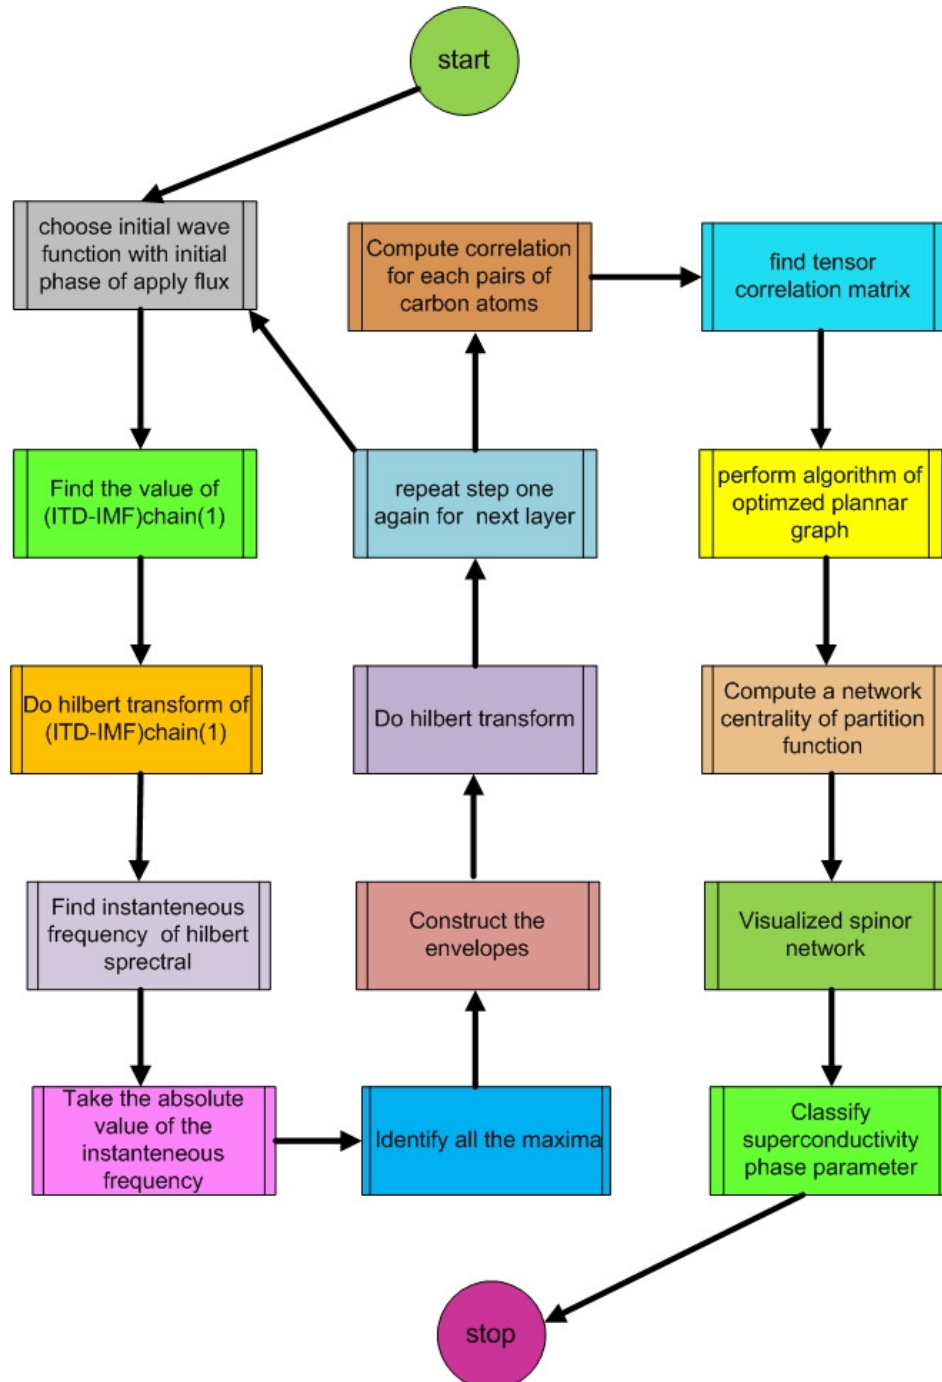 start
choose initial wave
function with initial
phase of apply flux
Find the value of
(ITD-IMF)chain(1)
Do hilbert transform of
(ITD-IMF)chain(1)
Find instanteneous
frequency of hilbert
sprectral
Take the absolute
value of the
instanteneous
frequency
Identify all the maxima
Construct the
envelopes
Do hilbert transform
repeat step one
again for next layer
Compute correlation
for each pairs of
carbon atoms
find tensor
correlation matrix
perform algorithm of
optimzed plannar
graph
Compute a network
centrality of partition
function
Visualized spinor
network
Classify
superconductivity
phase parameter
stop